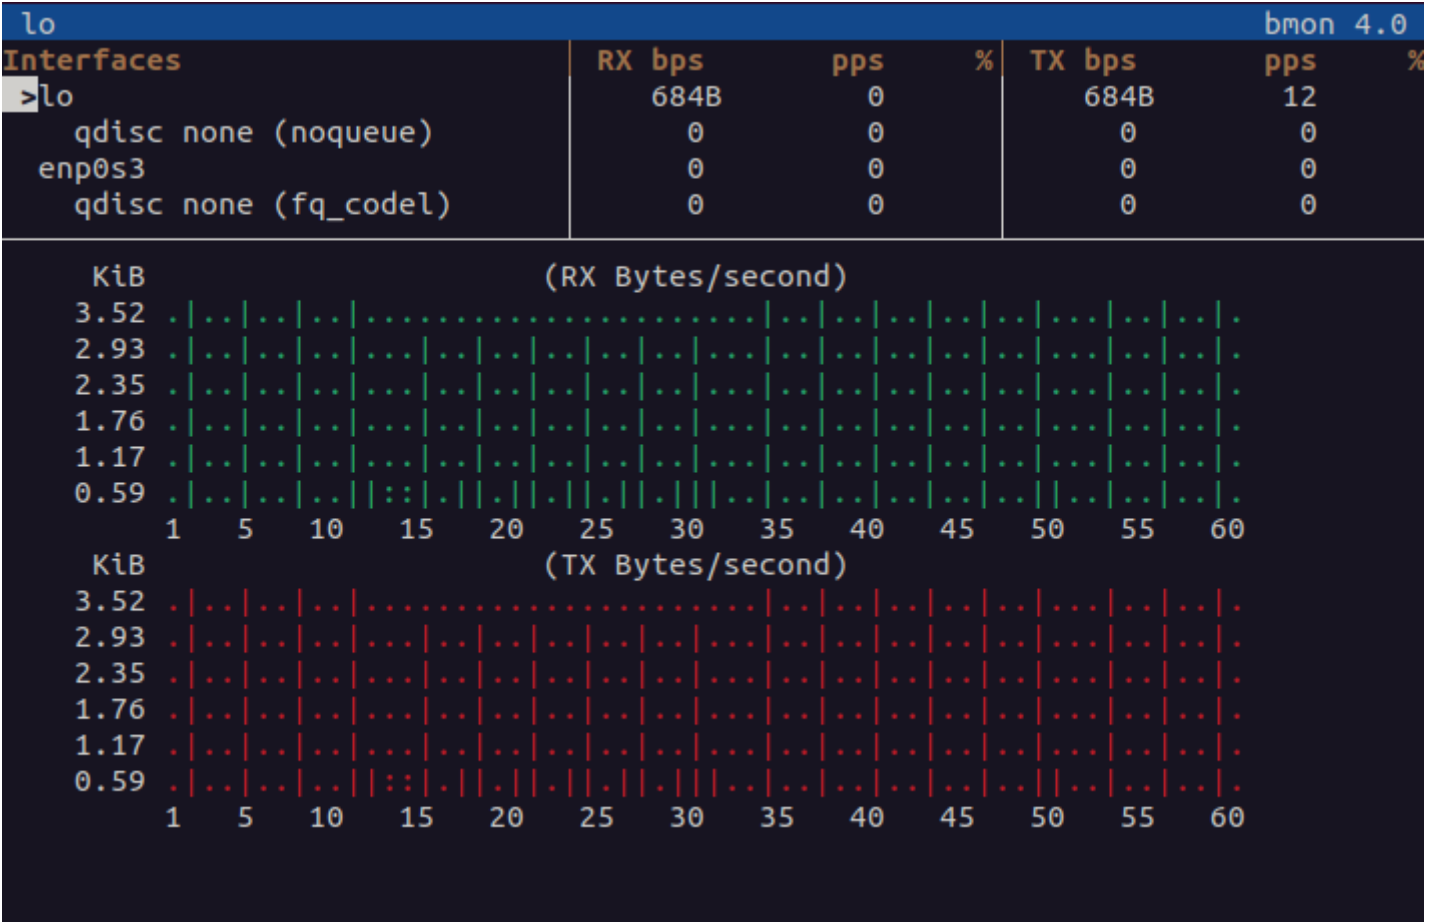 lo bmon 4.0
Interfaces RX bps pps % TX bps pps %
>lo 684B 0 684B 12
qdisc none (noqueue) 0 0 0 0
enp0s3 0 0 0 0
qdisc none (fq_codel) 0 0 0 0
KiB (RX Bytes/second)
3.52 .|..|..|..|......................|..|..|..|..|...|..|..|.
2.93 .|..|..|..|...|..|..|..|..|..|...|..|..|..|..|...|..|..|.
2.35 .|..|..|..|...|..|..|..|..|..|...|..|..|..|..|...|..|..|.
1.76 .|..|..|..|...|..|..|..|..|..|...|..|..|..|..|...|..|..|.
1.17 .|..|..|..|...|..|..|..|..|..|...|..|..|..|..|...|..|..|.
0.59 .|..|..|..||::|.||.||.||.||.|||..|..|..|..|..||..|..|..|.
1 5 10 15 20 25 30 35 40 45 50 55 60
KiB (TX Bytes/second)
3.52 .|..|..|..|......................|..|..|..|..|...|..|..|.
2.93 .|..|..|..|...|..|..|..|..|..|...|..|..|..|..|...|..|..|.
2.35 .|..|..|..|...|..|..|..|..|..|...|..|..|..|..|...|..|..|.
1.76 .|..|..|..|...|..|..|..|..|..|...|..|..|..|..|...|..|..|.
1.17 .|..|..|..|...|..|..|..|..|..|...|..|..|..|..|...|..|..|.
0.59 .|..|..|..||::|.||.||.||.||.|||..|..|..|..|..||..|..|..|.
1 5 10 15 20 25 30 35 40 45 50 55 60